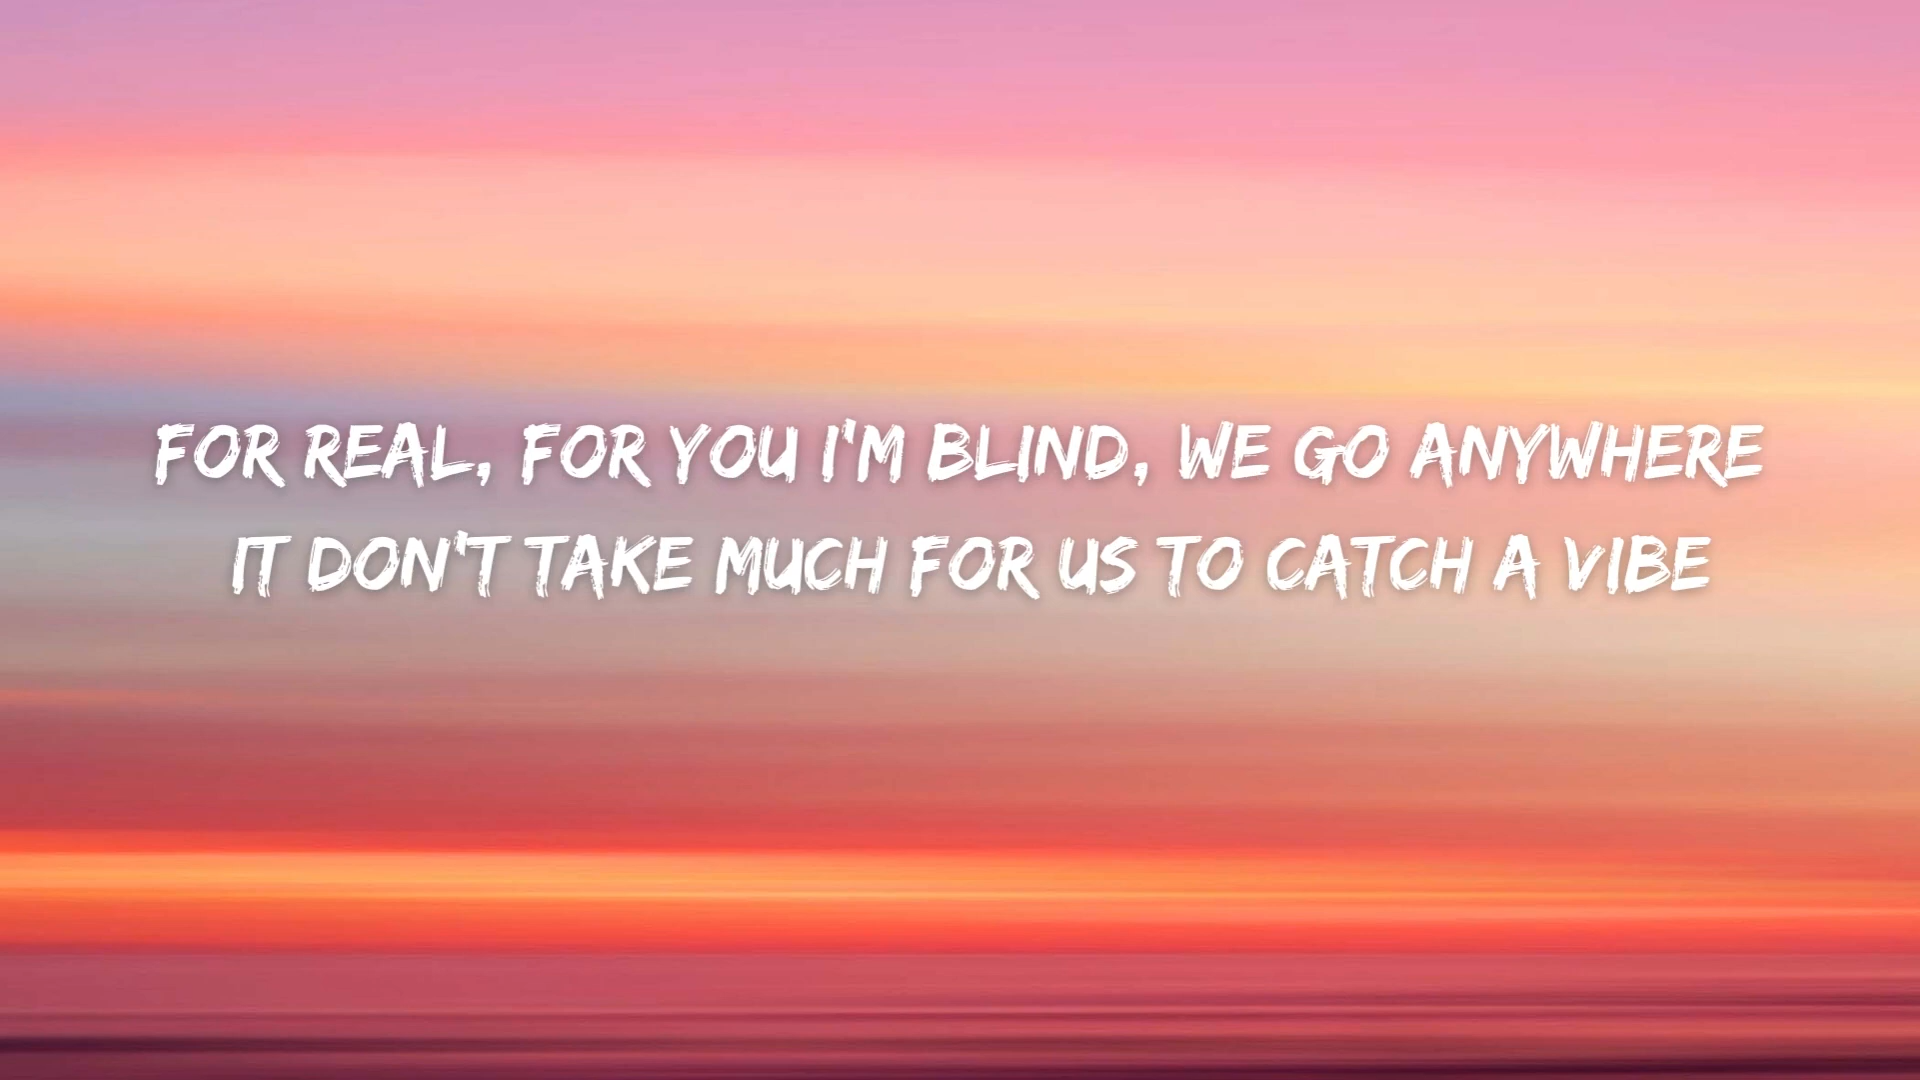 FOR REAL, FOR YOU I'M BLIND, WE GO ANYWHERE
IT DON'T TAKE MUCH FOR US TO CATCH A VIBE